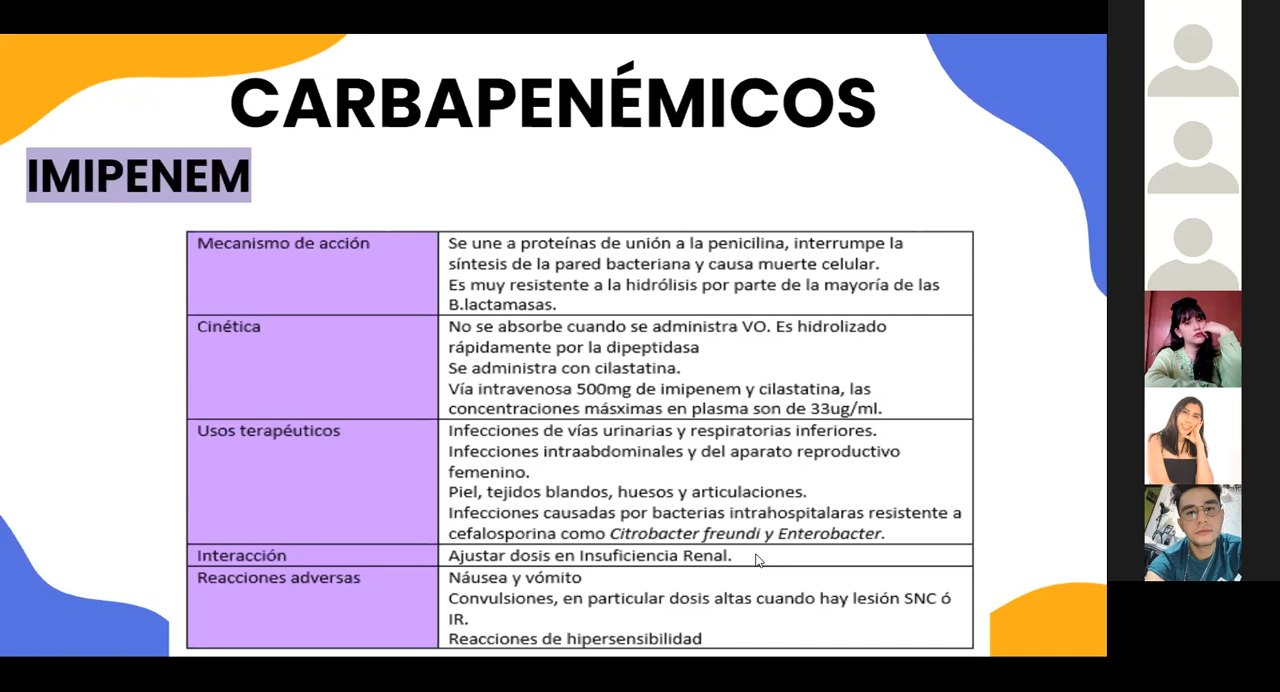 CARBAPENÉMICOS
IMIPENEM
Mecanismo de acción
Se une a proteínas de unión a la penicilina, interrumpe la
síntesis de la pared bacteriana y causa muerte celular.
Es muy resistente a la hidrólisis por parte de la mayoría de las
B.lactamasas.
Cinética
No se absorbe cuando se administra VO. Es hidrolizado
rápidamente por la dipeptidasa
Se administra con cilastatina.
Vía intravenosa 500mg de imipenem y cilastatina, las
concentraciones másximas en plasma son de 33ug/ml.
Usos terapéuticos
Infecciones de vías urinarias y respiratorias inferiores.
Infecciones intraabdominales y del aparato reproductivo
femenino.
Piel, tejidos blandos, huesos y articulaciones.
Infecciones causadas por bacterias intrahospitalaras resistente a
cefalosporina como Citrobacter freundi y Enterobacter.
Interacción
Ajustar dosis en Insuficiencia Renal.
Reacciones adversas
Náusea y vómito
Convulsiones, en particular dosis altas cuando hay lesión SNC ó
IR.
Reacciones de hipersensibilidad